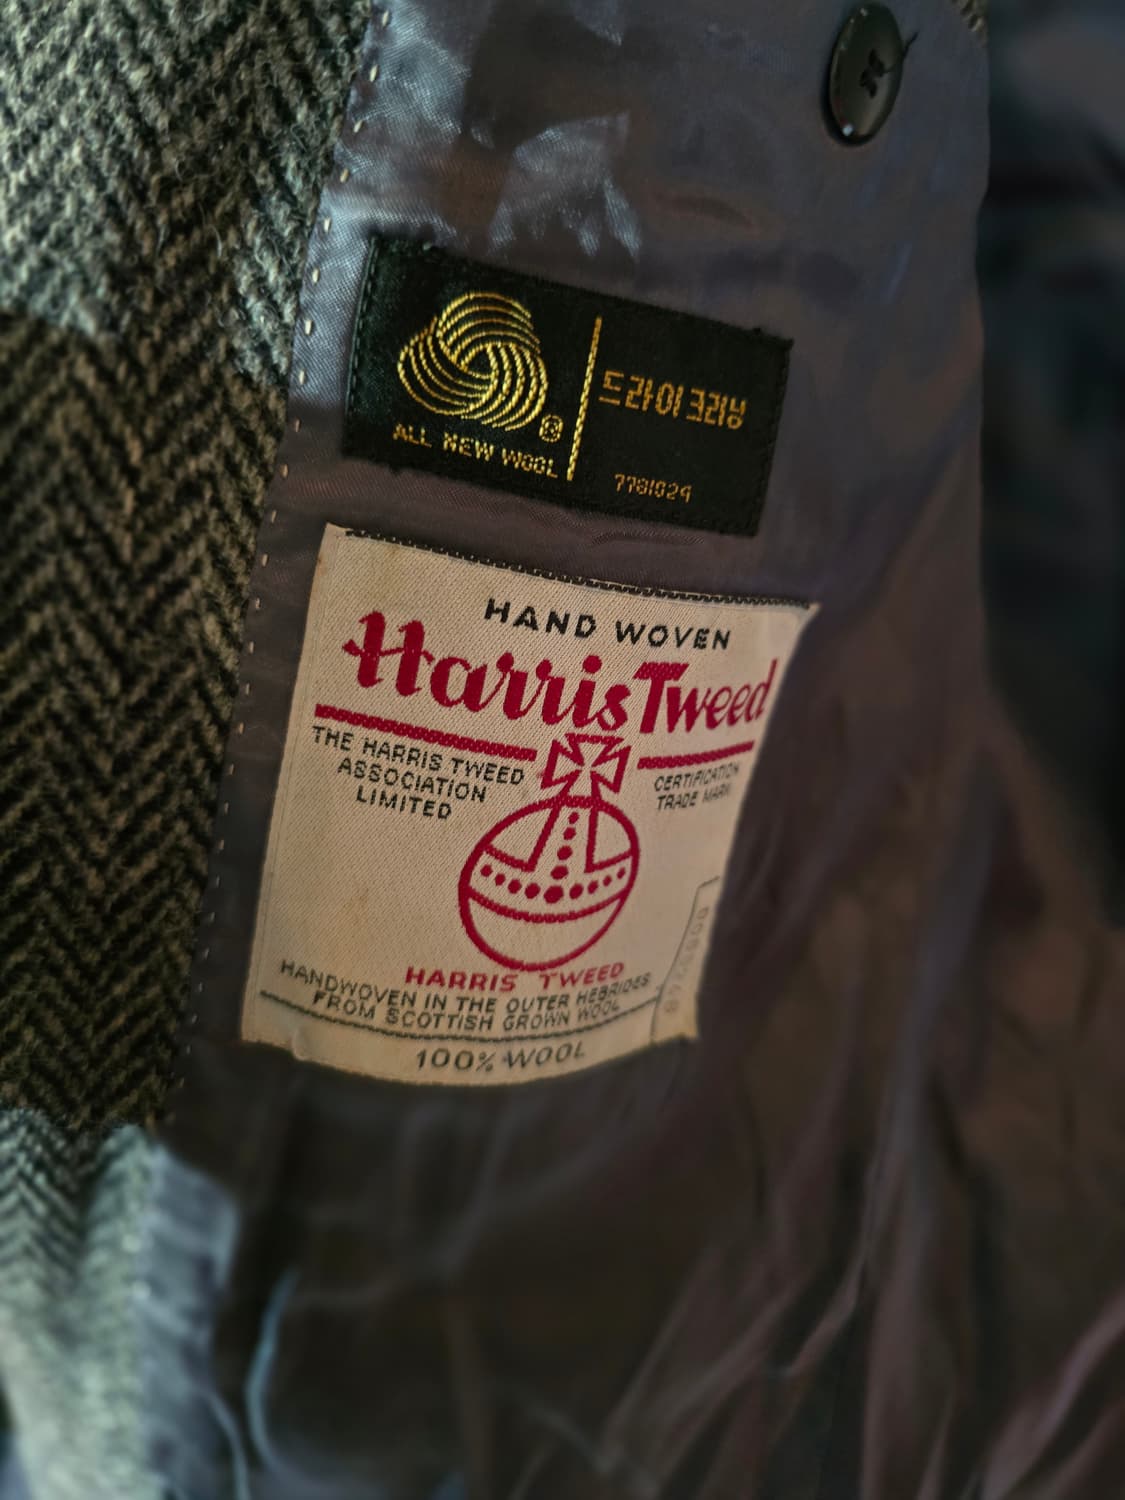 ALL NEW WOOL
드라이크리닝
7781024
HAND WOVEN
Harris Tweed
THE HARRIS TWEED
ASSOCIATION
LIMITED
CERTIFICATION
TRADE MARK
HARRIS TWEED
HANDWOVEN IN THE OUTER HEBRIDES
FROM SCOTTISH GROWN WOOL
100% WOOL